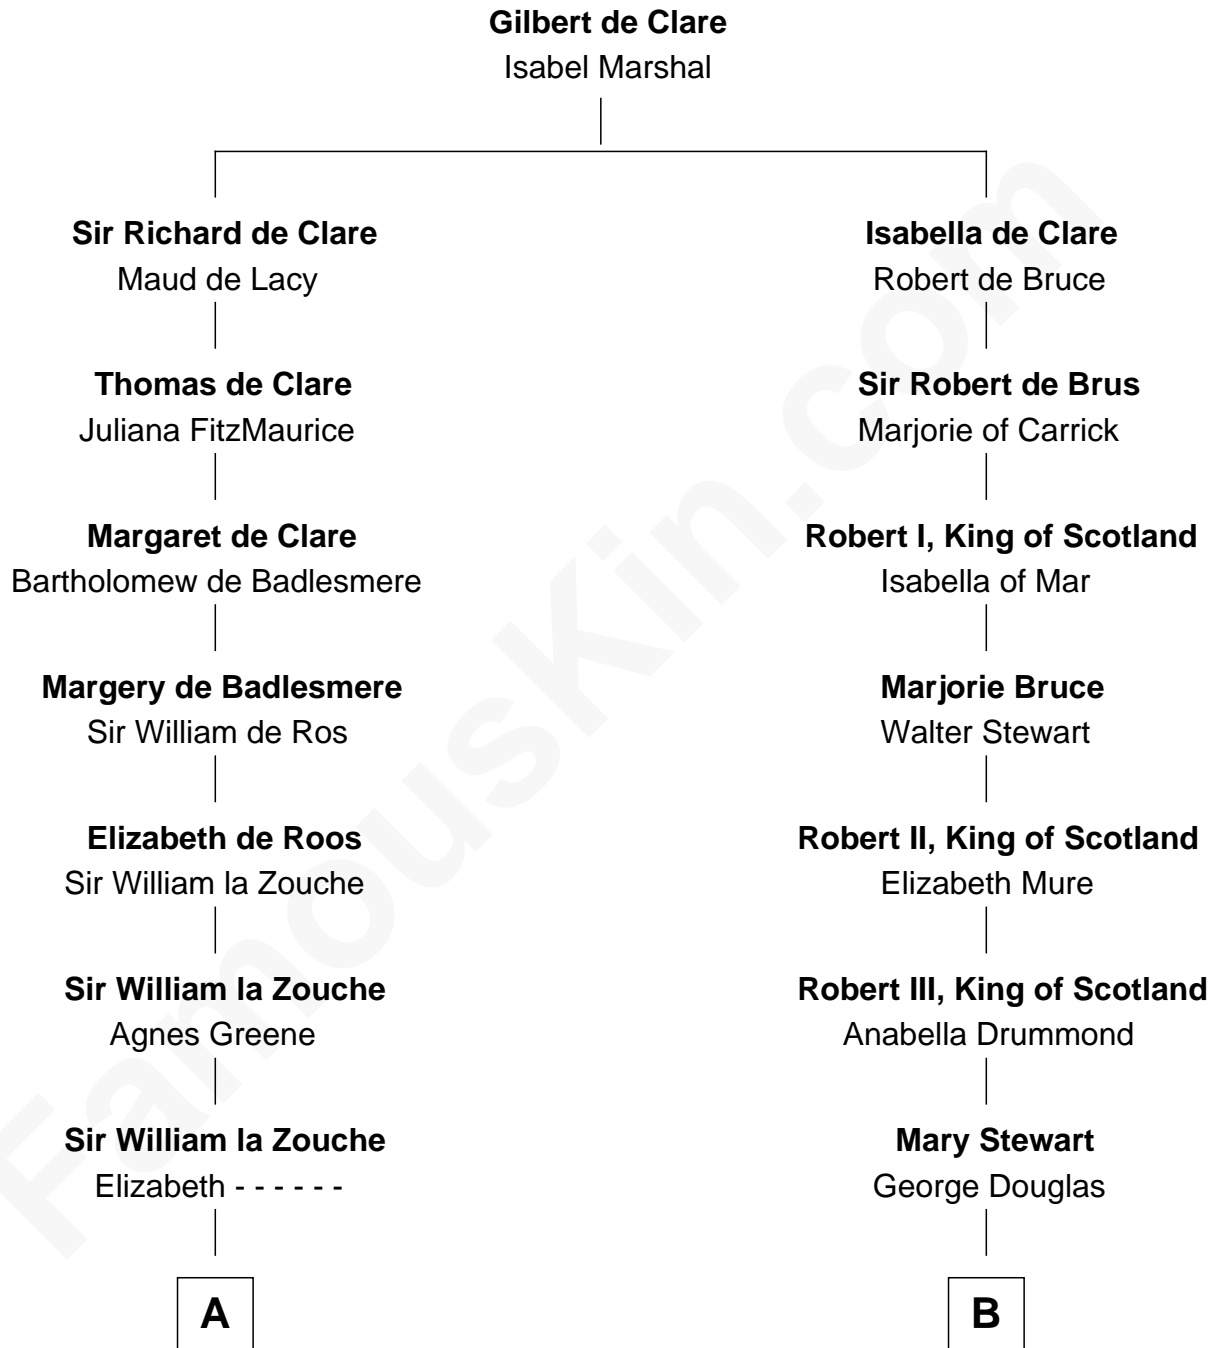 Gilbert de Clare
Isabel Marshal
Sir Richard de Clare
Maud de Lacy
Thomas de Clare
Juliana FitzMaurice
Margaret de Clare
Bartholomew de Badlesmere
Margery de Badlesmere
Sir William de Ros
Elizabeth de Roos
Sir William la Zouche
Sir William la Zouche
Agnes Greene
Sir William la Zouche
Elizabeth - - - - - -
A
Isabella de Clare
Robert de Bruce
Sir Robert de Brus
Marjorie of Carrick
Robert I, King of Scotland
Isabella of Mar
Marjorie Bruce
Walter Stewart
Robert II, King of Scotland
Elizabeth Mure
Robert III, King of Scotland
Anabella Drummond
Mary Stewart
George Douglas
B
FamousKin.com